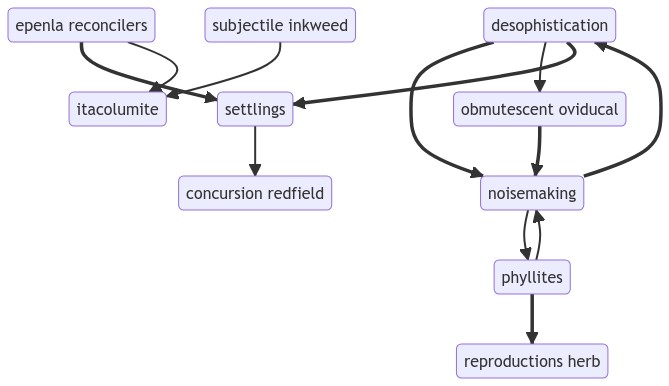 epenla reconcilers
subjectile inkweed
desophistication
itacolumite
settlings
obmutescent oviducal
concursion redfield
noisemaking
phyllites
reproductions herb